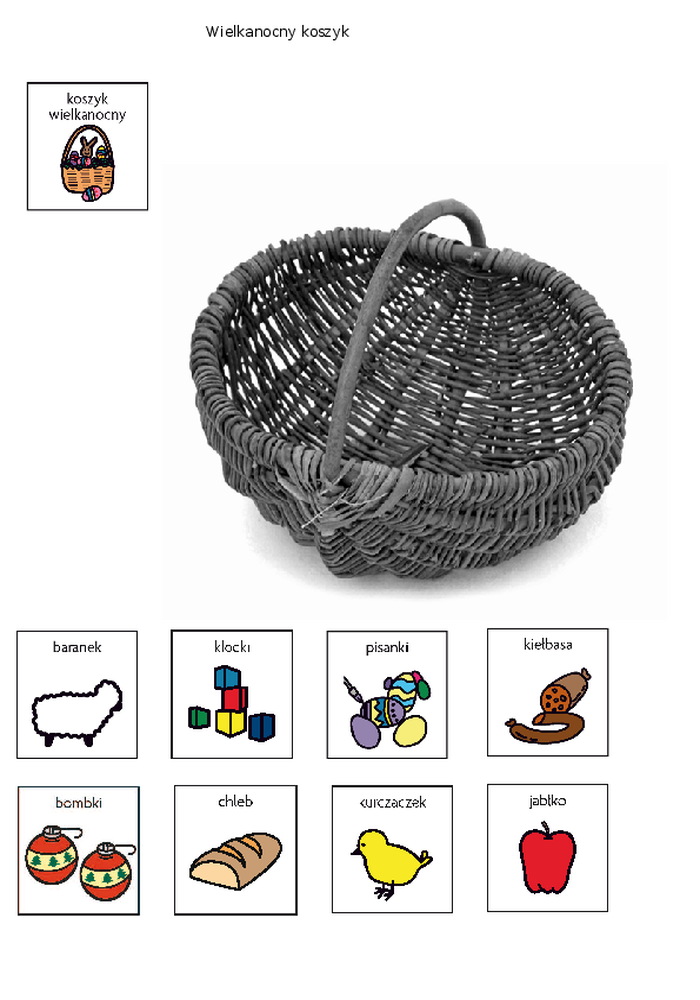 Wielkanocny koszyk
koszyk
wielkanocny
baranek
klocki
pisanki
kiełbasa
bombki
chleb
kurczaczek
jabłko